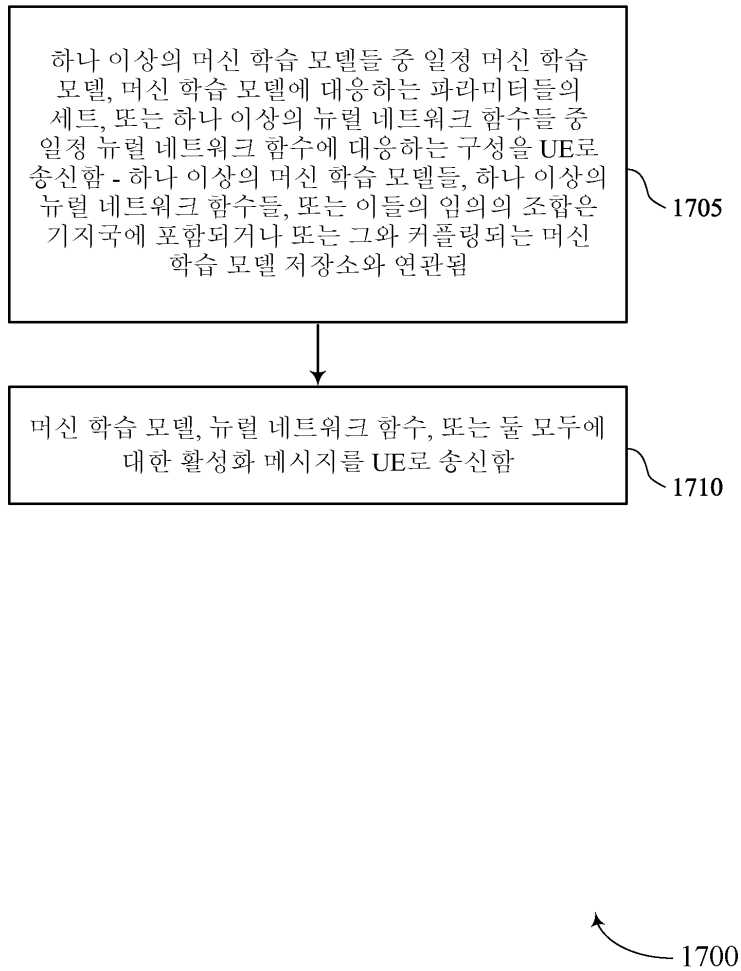 하나 이상의 머신 학습 모델들 중 일정 머신 학습
모델, 머신 학습 모델에 대응하는 파라미터들의
세트, 또는 하나 이상의 뉴럴 네트워크 함수들 중
일정 뉴럴 네트워크 함수에 대응하는 구성을 UE로
송신함 - 하나 이상의 머신 학습 모델들, 하나 이상의
뉴럴 네트워크 함수들, 또는 이들의 임의의 조합은
기지국에 포함되거나 또는 그와 커플링되는 머신
학습 모델 저장소와 연관됨
1705
머신 학습 모델, 뉴럴 네트워크 함수, 또는 둘 모두에
대한 활성화 메시지를 UE로 송신함
1710
1700